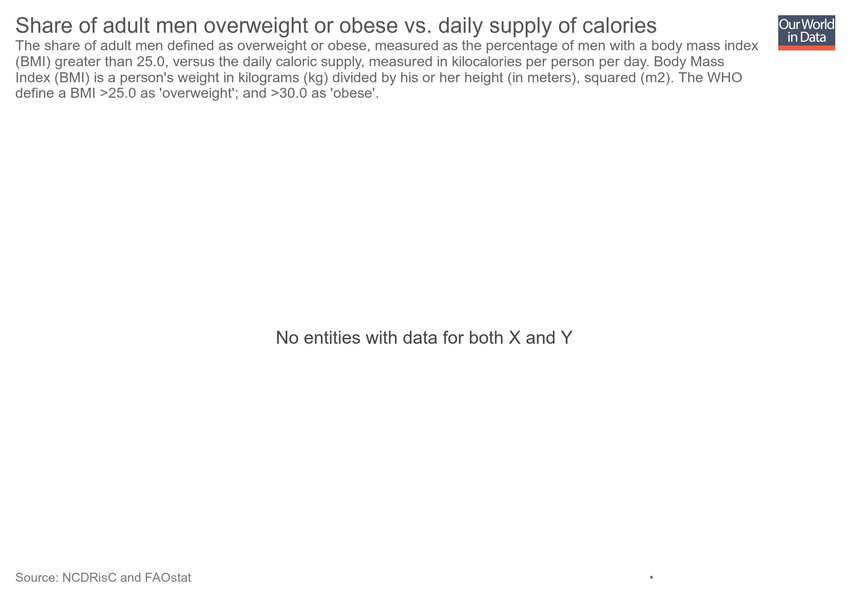 Share of adult men overweight or obese vs. daily supply of calories
Our World
in Data
The share of adult men defined as overweight or obese, measured as the percentage of men with a body mass index
(BMI) greater than 25.0, versus the daily caloric supply, measured in kilocalories per person per day. Body Mass
Index (BMI) is a person's weight in kilograms (kg) divided by his or her height (in meters), squared (m2). The WHO
define a BMI >25.0 as 'overweight'; and >30.0 as 'obese'.
No entities with data for both X and Y
Source: NCDRisC and FAOstat
•